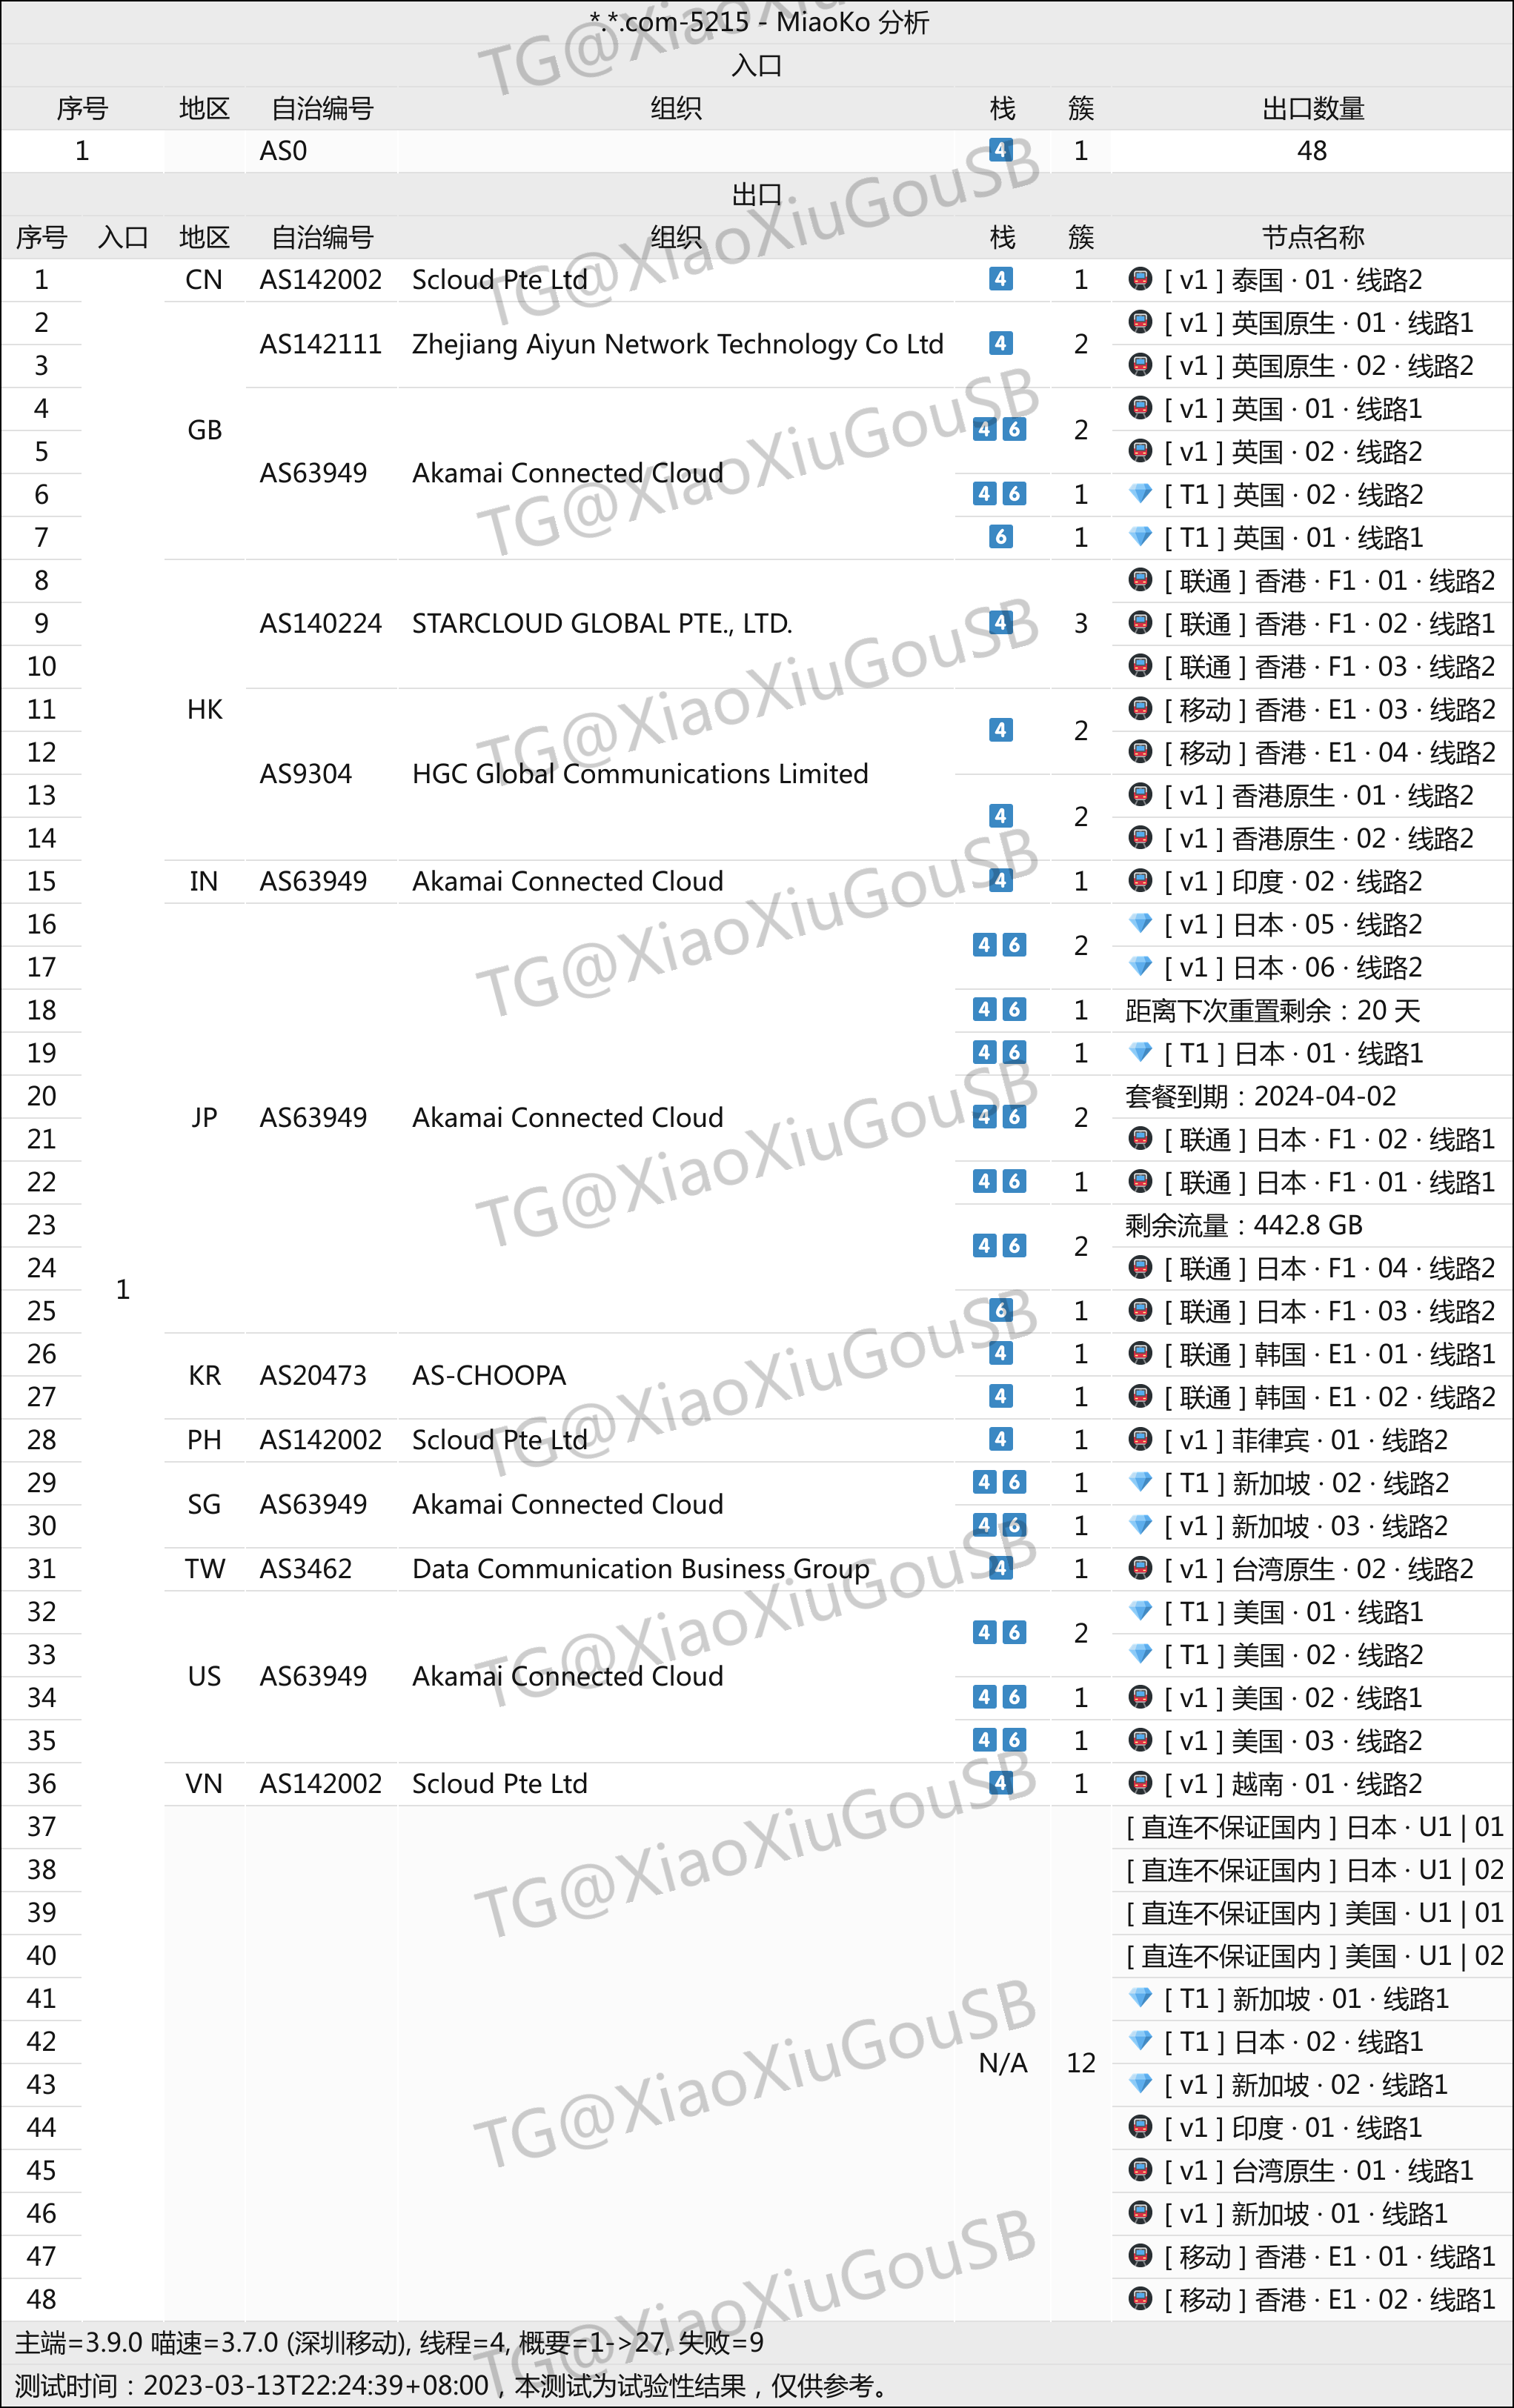 *.*.com-5215 - MiaoKo 分析
入口
序号 地区 自治编号 组织 栈 簇 出口数量
1 AS0 4 1 48
出口
序号 入口 地区 自治编号 组织 栈 簇 节点名称
1 CN AS142002 Scloud Pte Ltd 4 1 [ v1 ] 泰国 · 01 · 线路2
2 GB AS142111 Zhejiang Aiyun Network Technology Co Ltd 4 2 [ v1 ] 英国原生 · 01 · 线路1
3 [ v1 ] 英国原生 · 02 · 线路2
4 AS63949 Akamai Connected Cloud 4 6 2 [ v1 ] 英国 · 01 · 线路1
5 [ v1 ] 英国 · 02 · 线路2
6 4 6 1 [ T1 ] 英国 · 02 · 线路2
7 6 1 [ T1 ] 英国 · 01 · 线路1
8 HK AS140224 STARCLOUD GLOBAL PTE., LTD. 4 3 [ 联通 ] 香港 · F1 · 01 · 线路2
9 [ 联通 ] 香港 · F1 · 02 · 线路1
10 [ 联通 ] 香港 · F1 · 03 · 线路2
11 AS9304 HGC Global Communications Limited 4 2 [ 移动 ] 香港 · E1 · 03 · 线路2
12 [ 移动 ] 香港 · E1 · 04 · 线路2
13 4 2 [ v1 ] 香港原生 · 01 · 线路2
14 [ v1 ] 香港原生 · 02 · 线路2
15 IN AS63949 Akamai Connected Cloud 4 1 [ v1 ] 印度 · 02 · 线路2
16 JP AS63949 Akamai Connected Cloud 4 6 2 [ v1 ] 日本 · 05 · 线路2
17 [ v1 ] 日本 · 06 · 线路2
18 4 6 1 距离下次重置剩余：20 天
19 4 6 1 [ T1 ] 日本 · 01 · 线路1
20 4 6 2 套餐到期：2024-04-02
21 [ 联通 ] 日本 · F1 · 02 · 线路1
22 4 6 1 [ 联通 ] 日本 · F1 · 01 · 线路1
23 4 6 2 剩余流量：442.8 GB
24 1 [ 联通 ] 日本 · F1 · 04 · 线路2
25 6 1 [ 联通 ] 日本 · F1 · 03 · 线路2
26 KR AS20473 AS-CHOOPA 4 1 [ 联通 ] 韩国 · E1 · 01 · 线路1
27 4 1 [ 联通 ] 韩国 · E1 · 02 · 线路2
28 PH AS142002 Scloud Pte Ltd 4 1 [ v1 ] 菲律宾 · 01 · 线路2
29 SG AS63949 Akamai Connected Cloud 4 6 1 [ T1 ] 新加坡 · 02 · 线路2
30 4 6 1 [ v1 ] 新加坡 · 03 · 线路2
31 TW AS3462 Data Communication Business Group 4 1 [ v1 ] 台湾原生 · 02 · 线路2
32 US AS63949 Akamai Connected Cloud 4 6 2 [ T1 ] 美国 · 01 · 线路1
33 [ T1 ] 美国 · 02 · 线路2
34 4 6 1 [ v1 ] 美国 · 02 · 线路1
35 4 6 1 [ v1 ] 美国 · 03 · 线路2
36 VN AS142002 Scloud Pte Ltd 4 1 [ v1 ] 越南 · 01 · 线路2
37 N/A 12 [ 直连不保证国内 ] 日本 · U1 | 01
38 [ 直连不保证国内 ] 日本 · U1 | 02
39 [ 直连不保证国内 ] 美国 · U1 | 01
40 [ 直连不保证国内 ] 美国 · U1 | 02
41 [ T1 ] 新加坡 · 01 · 线路1
42 [ T1 ] 日本 · 02 · 线路1
43 [ v1 ] 新加坡 · 02 · 线路1
44 [ v1 ] 印度 · 01 · 线路1
45 [ v1 ] 台湾原生 · 01 · 线路1
46 [ v1 ] 新加坡 · 01 · 线路1
47 [ 移动 ] 香港 · E1 · 01 · 线路1
48 [ 移动 ] 香港 · E1 · 02 · 线路1
主端=3.9.0 喵速=3.7.0 (深圳移动), 线程=4, 概要=1->27, 失败=9
测试时间：2023-03-13T22:24:39+08:00，本测试为试验性结果，仅供参考。
TG@XiaoXiuGouSB
TG@XiaoXiuGouSB
TG@XiaoXiuGouSB
TG@XiaoXiuGouSB
TG@XiaoXiuGouSB
TG@XiaoXiuGouSB
TG@XiaoXiuGouSB
TG@XiaoXiuGouSB
TG@XiaoXiuGouSB
TG@XiaoXiuGouSB
TG@XiaoXiuGouSB